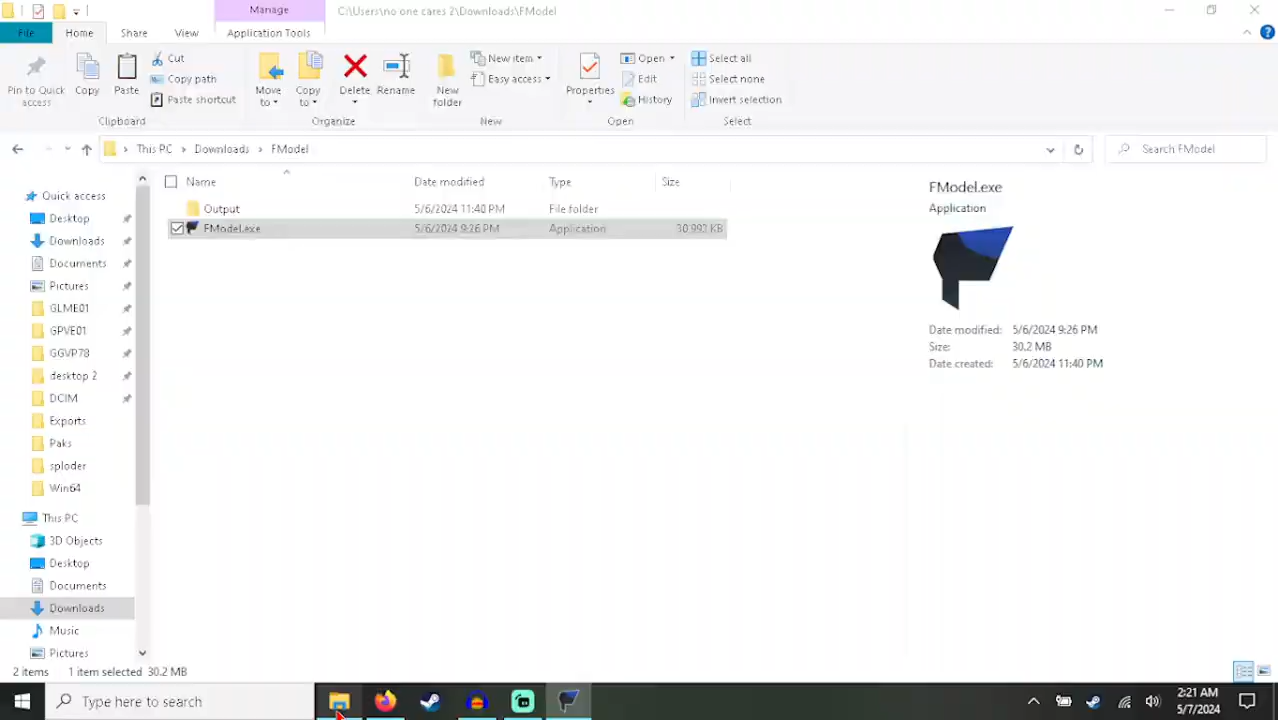 Manage
C:\Users\no one cares 2\Downloads\FModel
File Home Share View Application Tools
Pin to Quick access
Copy
Paste
Cut
Copy path
Paste shortcut
Clipboard
Move to
Copy to
Delete
Rename
Organize
New folder
New item
Easy access
New
Properties
Open
Edit
History
Open
Select all
Select none
Invert selection
Select
This PC Downloads FModel
Search FModel
Name Date modified Type Size
Output 5/6/2024 11:40 PM File folder
FModel.exe 5/6/2024 9:26 PM Application 30,993 KB
FModel.exe
Application
Date modified: 5/6/2024 9:26 PM
Size: 30.2 MB
Date created: 5/6/2024 11:40 PM
Quick access
Desktop
Downloads
Documents
Pictures
GLME01
GPVE01
GGVP78
desktop 2
DCIM
Exports
Paks
sploder
Win64
This PC
3D Objects
Desktop
Documents
Downloads
Music
Pictures
2 items 1 item selected 30.2 MB
Type here to search
2:21 AM
5/7/2024